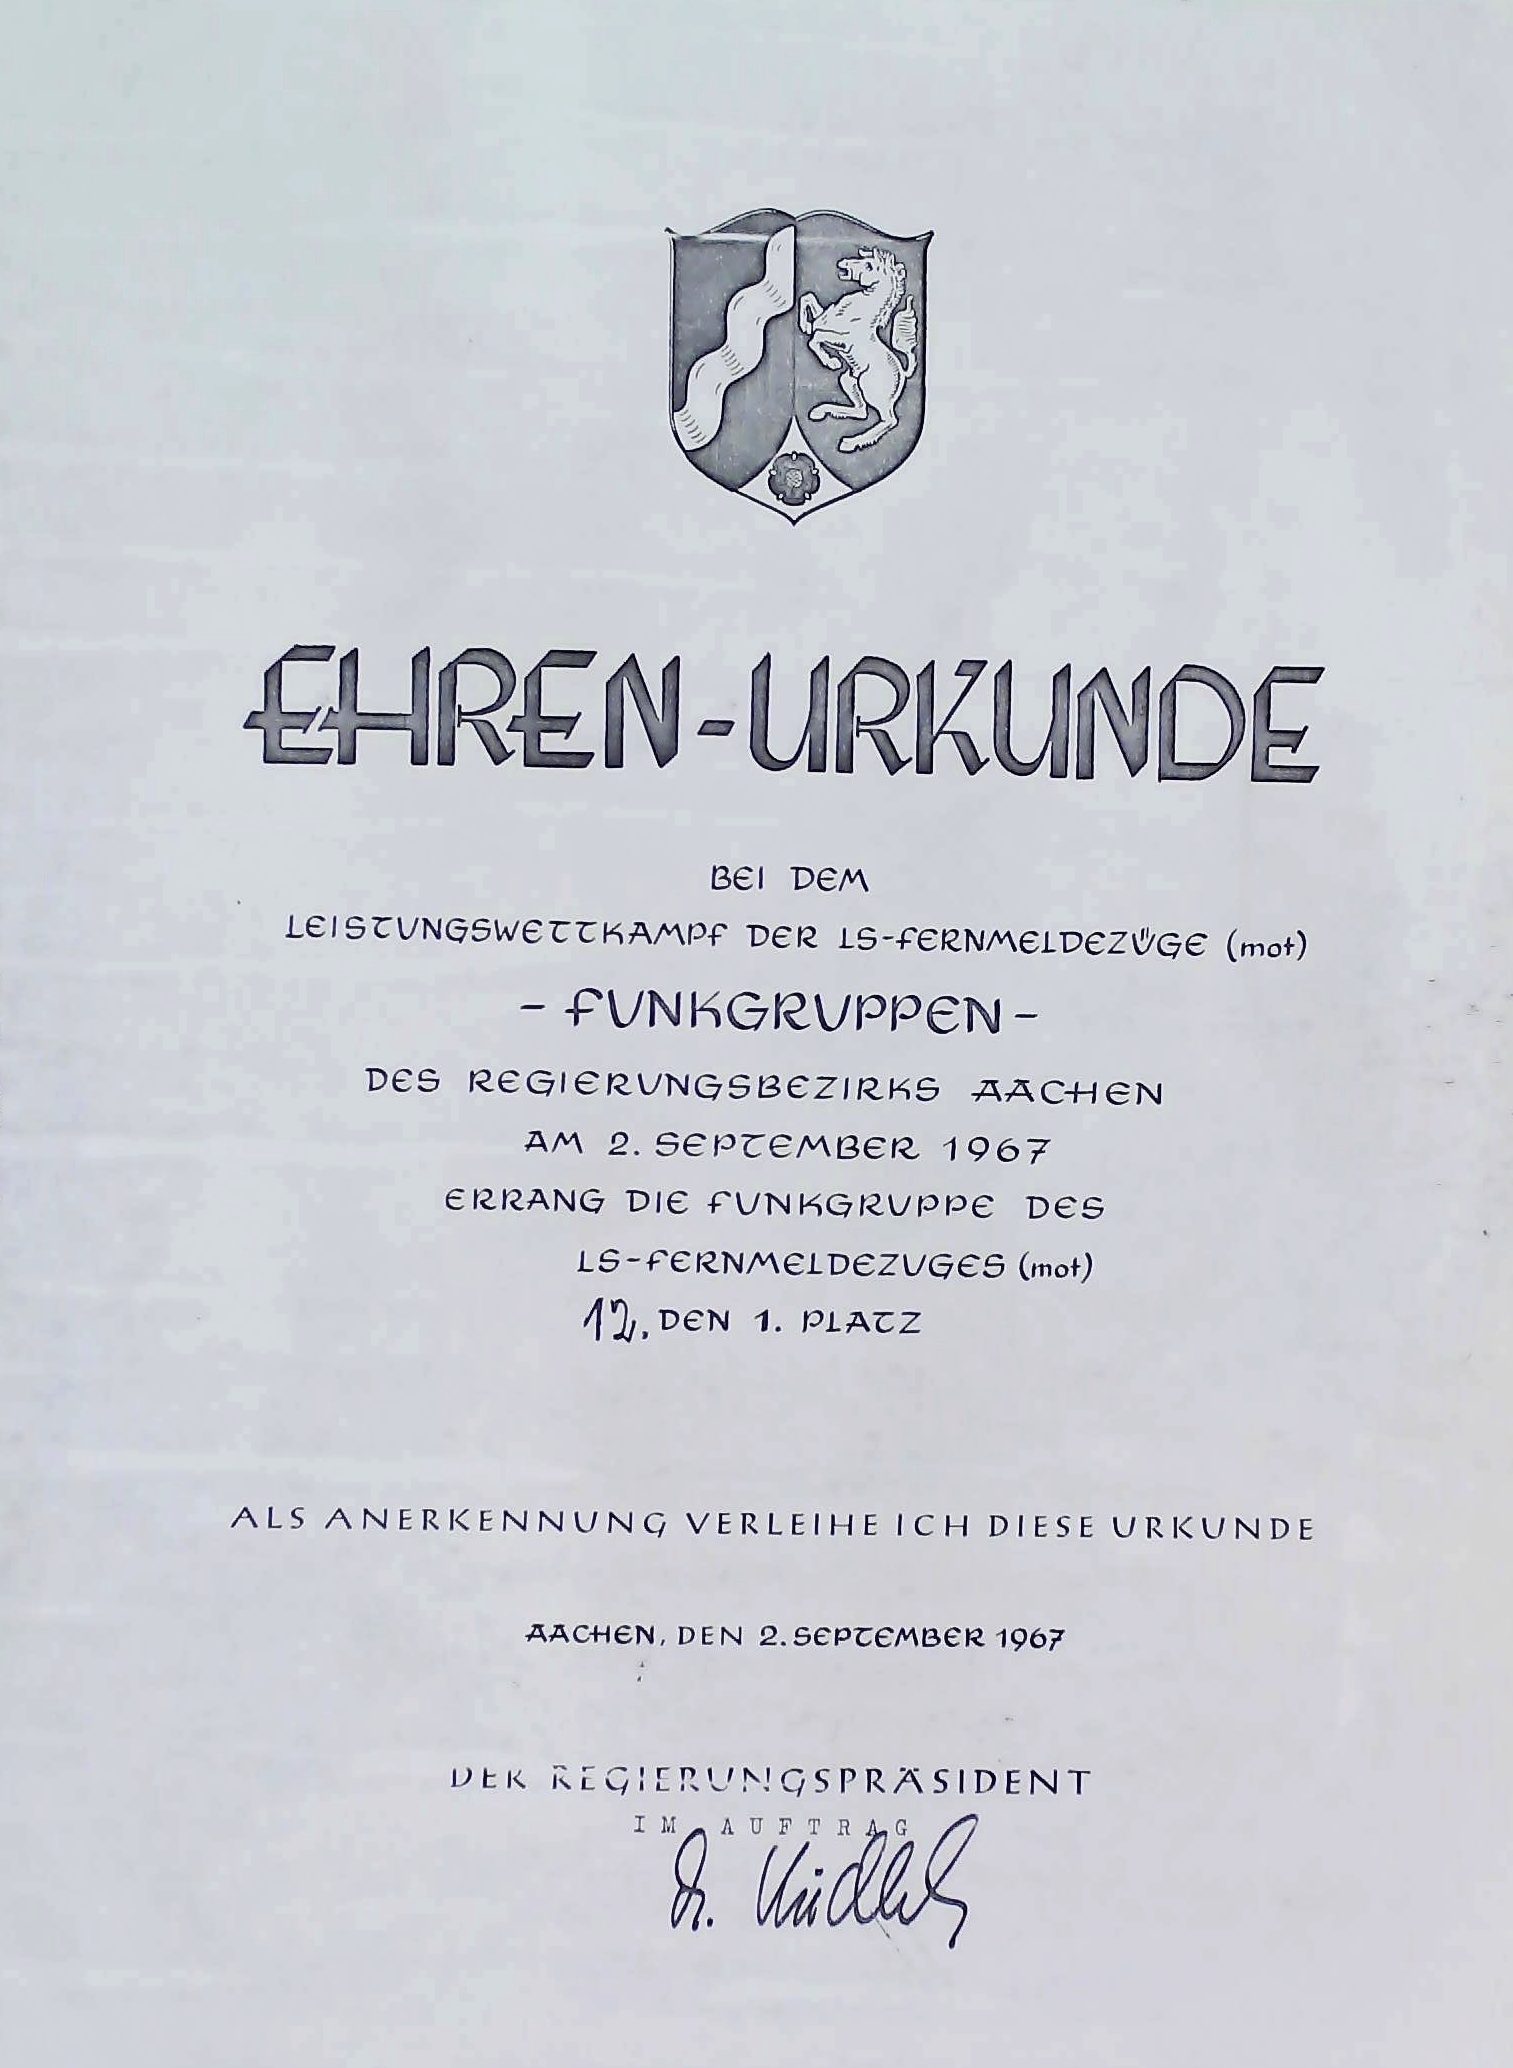 EHREN-URKUNDE
BEI DEM
LEISTUNGSWETTKAMPF DER LS-FERNMELDEZÜGE (mot)
- FUNKGRUPPEN -
DES REGIERUNGSBEZIRKS AACHEN
AM 2. SEPTEMBER 1967
ERRANG DIE FUNKGRUPPE DES
LS-FERNMELDEZUGES (mot)
12. DEN 1. PLATZ
ALS ANERKENNUNG VERLEIHE ICH DIESE URKUNDE
AACHEN, DEN 2. SEPTEMBER 1967
DER REGIERUNGSPRÄSIDENT
IM AUFTRAG
Dr.